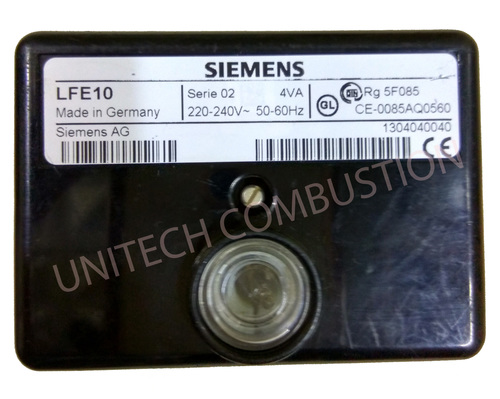 SIEMENS
LFE10
Made in Germany
Siemens AG
Serie 02 4VA
220-240V~ 50-60Hz
GL
Rg 5F085
CE-0085AQ0560
1304040040
CE
UNITECH COMBUSTION